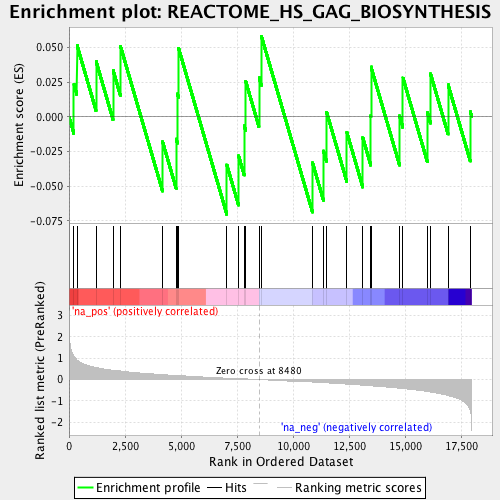 Enrichment plot: REACTOME_HS_GAG_BIOSYNTHESIS
Enrichment score (ES)
0.050
0.025
0.000
-0.025
-0.050
-0.075
'na_pos' (positively correlated)
Ranked list metric (PreRanked)
3
2
1
0
-1
-2
Zero cross at 8480
'na_neg' (negatively correlated)
0 2,500 5,000 7,500 10,000 12,500 15,000 17,500
Rank in Ordered Dataset
Enrichment profile Hits Ranking metric scores